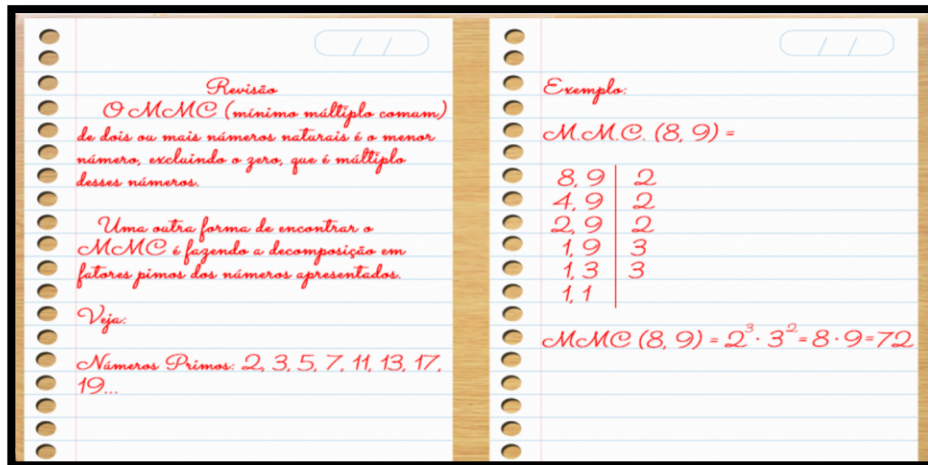 Revisão
O MMC (mínimo múltiplo comum)
de dois ou mais números naturais é o menor
número, excluindo o zero, que é múltiplo
desses números.
Uma outra forma de encontrar o
MMC é fazendo a decomposição em
fatores pimos dos números apresentados.
Veja:
Números Primos: 2, 3, 5, 7, 11, 13, 17,
19...
/ /
Exemplo:
M.M.C. (8, 9) =
8, 9 | 2
4, 9 | 2
2, 9 | 2
1, 9 | 3
1, 3 | 3
1, 1 |
MMC (8, 9) = 2³ · 3² = 8 · 9 = 72
/ /